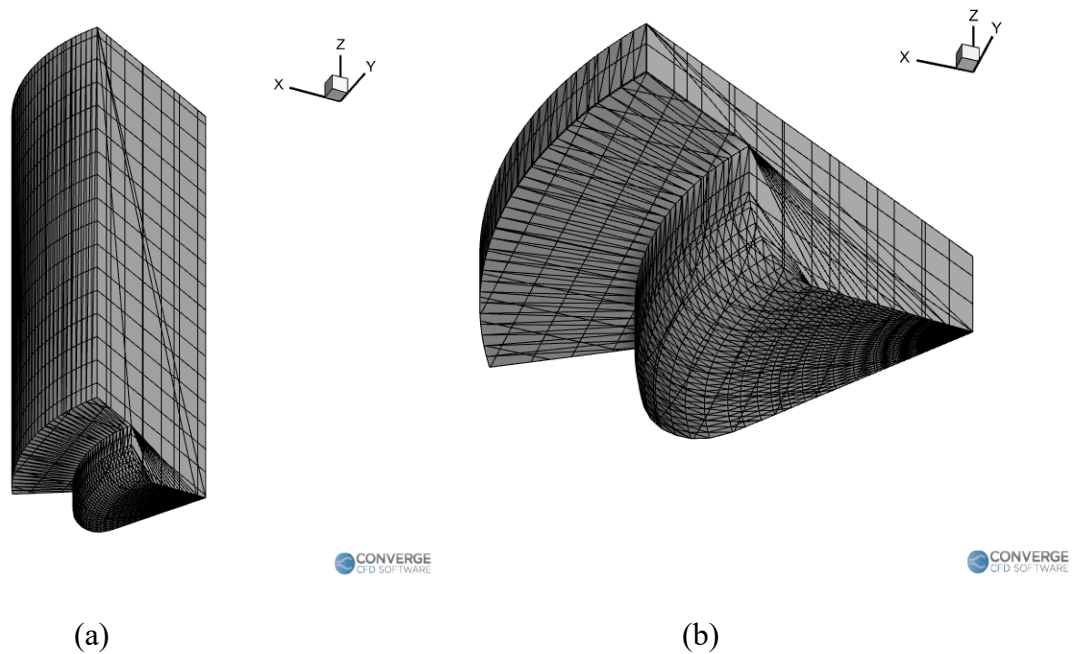 Z
Y
X
Z
Y
X
CONVERGE
CFD SOFTWARE
CONVERGE
CFD SOFTWARE
(a)
(b)